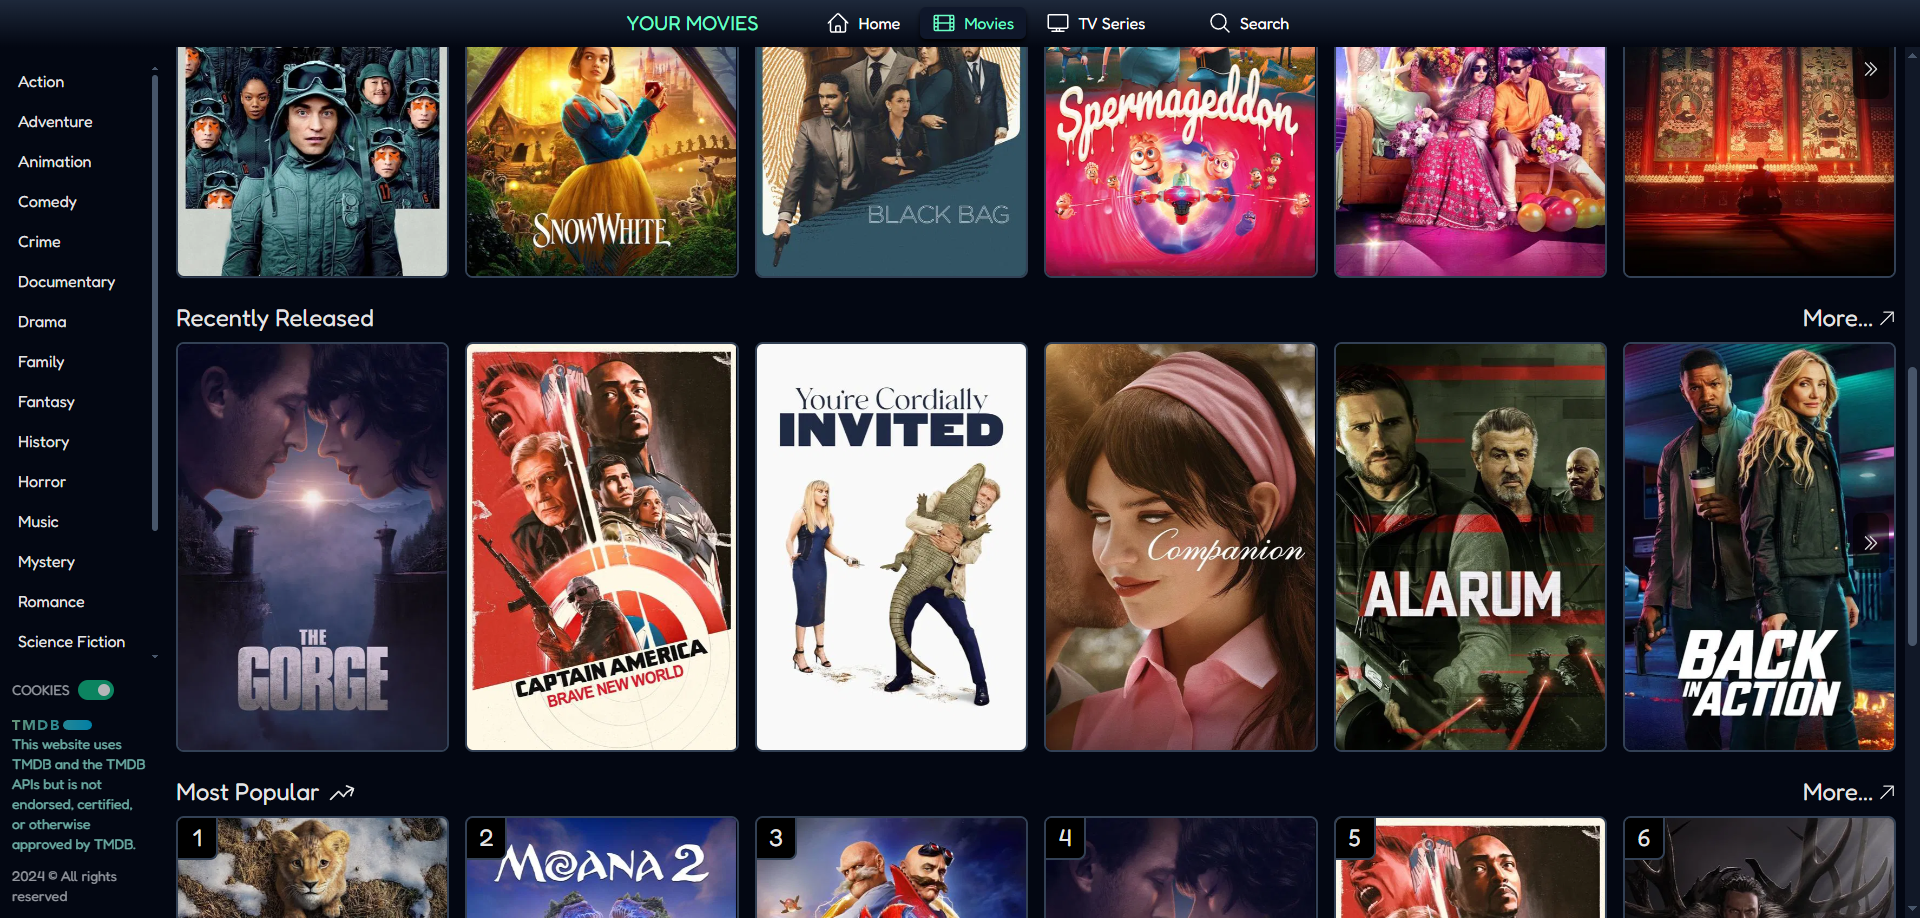 YOUR MOVIES
Home
Movies
TV Series
Search
Action
Adventure
Animation
Comedy
Crime
Documentary
Drama
Family
Fantasy
History
Horror
Music
Mystery
Romance
Science Fiction
COOKIES
TMDB
This website uses
TMDB and the TMDB
APIs but is not
endorsed, certified,
or otherwise
approved by TMDB.
2024 © All rights
reserved
SNOW WHITE
BLACK BAG
Spermageddon
Recently Released
More...
THE
GORGE
CAPTAIN AMERICA
BRAVE NEW WORLD
You're Cordially
INVITED
Companion
ALARUM
BACK
IN ACTION
Most Popular
More...
1
2
MOANA 2
3
4
5
6